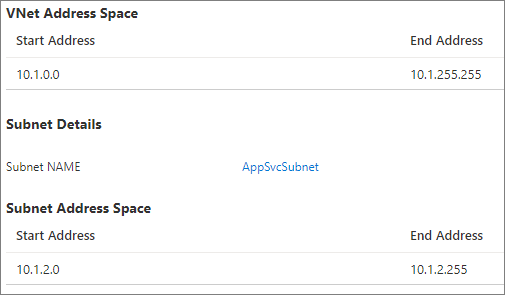 VNet Address Space
Start Address End Address
10.1.0.0 10.1.255.255
Subnet Details
Subnet NAME AppSvcSubnet
Subnet Address Space
Start Address End Address
10.1.2.0 10.1.2.255